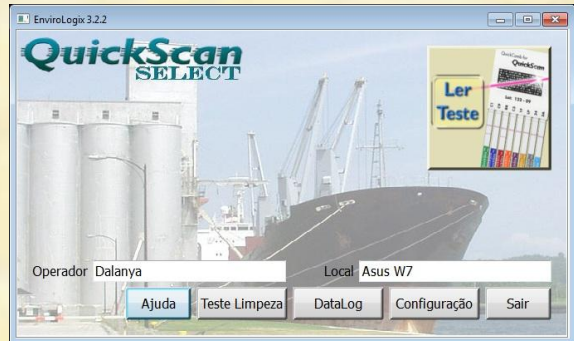 EnviroLogix 3.2.2
QuickScan
SELECT
Ler
Teste
QuickScan
Operador Dalanya
Local Asus W7
Ajuda
Teste Limpeza
DataLog
Configuração
Sair